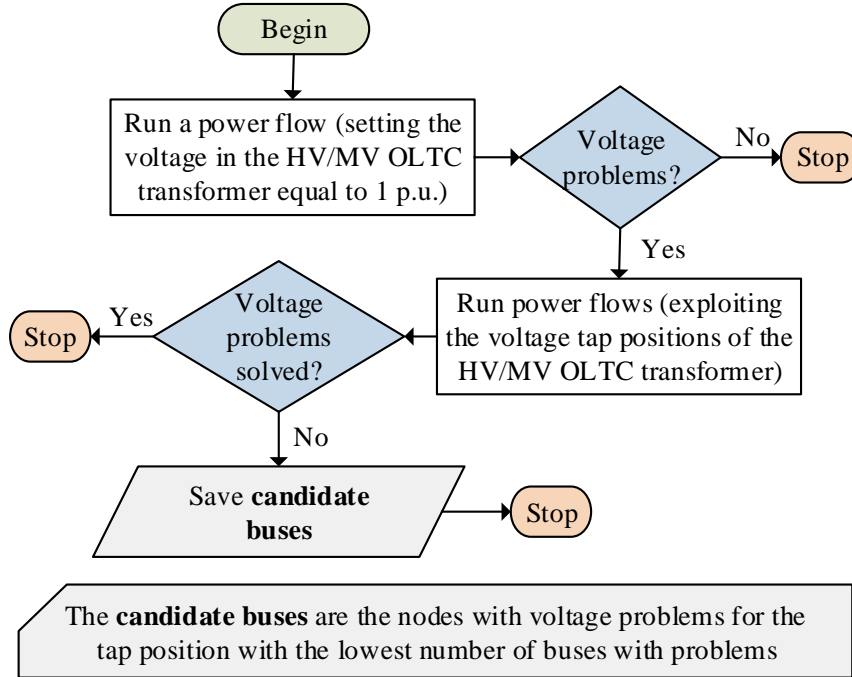 Begin
Run a power flow (setting the
voltage in the HV/MV OLTC
transformer equal to 1 p.u.)
Voltage
problems?
No
Stop
Yes
Run power flows (exploiting
the voltage tap positions of the
HV/MV OLTC transformer)
Voltage
problems
solved?
Yes
Stop
No
Save candidate
buses
Stop
The candidate buses are the nodes with voltage problems for the
tap position with the lowest number of buses with problems